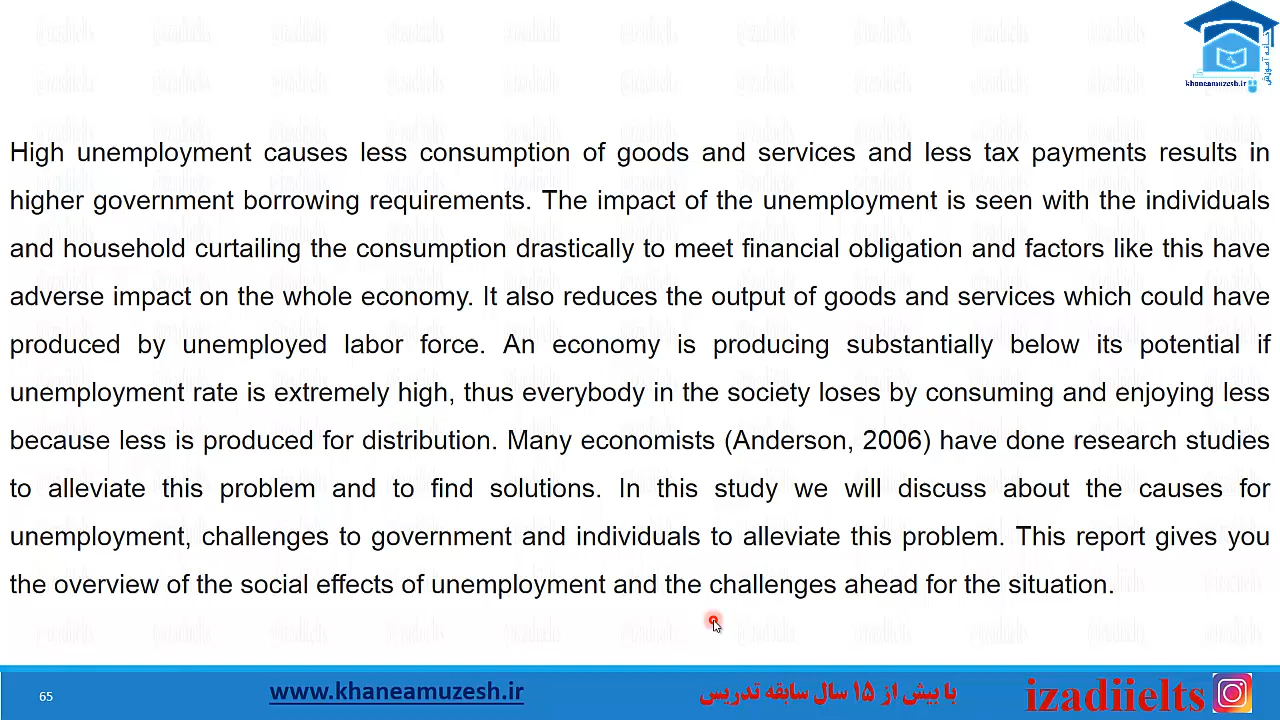 خانه آموزش
khaneamuzesh.ir
High unemployment causes less consumption of goods and services and less tax payments results in
higher government borrowing requirements. The impact of the unemployment is seen with the individuals
and household curtailing the consumption drastically to meet financial obligation and factors like this have
adverse impact on the whole economy. It also reduces the output of goods and services which could have
produced by unemployed labor force. An economy is producing substantially below its potential if
unemployment rate is extremely high, thus everybody in the society loses by consuming and enjoying less
because less is produced for distribution. Many economists (Anderson, 2006) have done research studies
to alleviate this problem and to find solutions. In this study we will discuss about the causes for
unemployment, challenges to government and individuals to alleviate this problem. This report gives you
the overview of the social effects of unemployment and the challenges ahead for the situation.
65
www.khaneamuzesh.ir
با بیش از ۱۵ سال سابقه تدریس
izadiielts